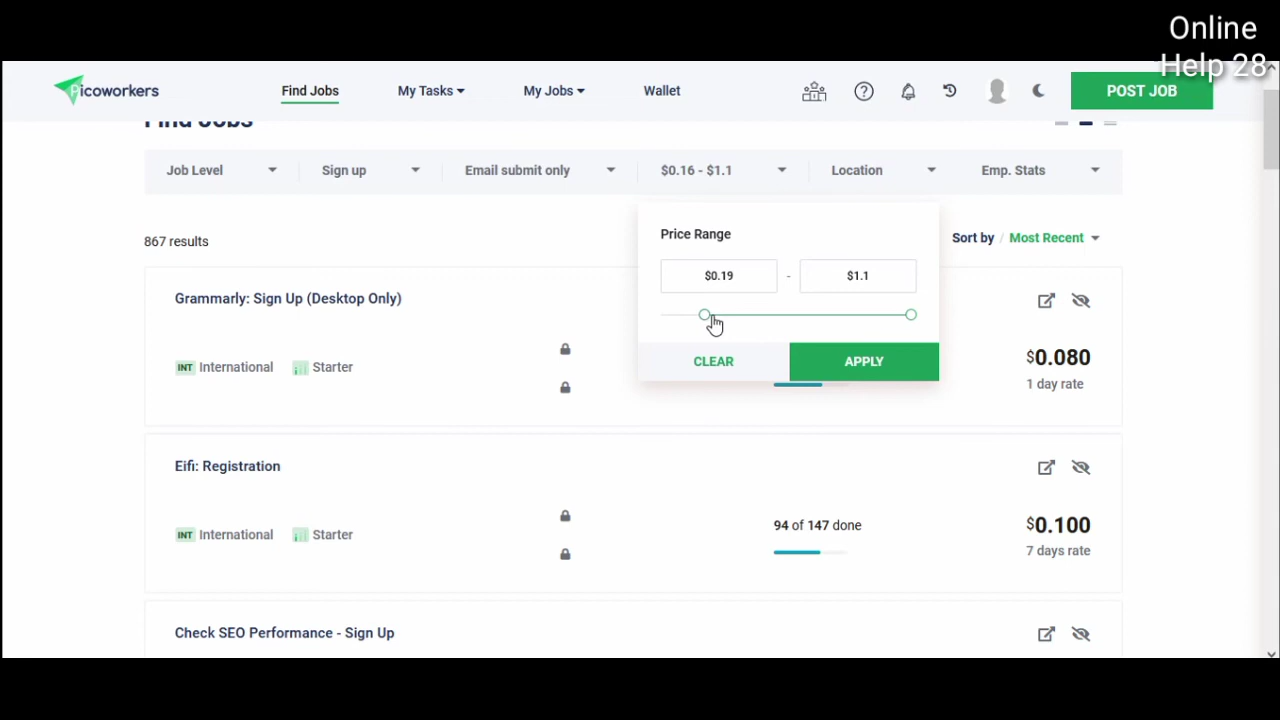 Online
Help 28
Picoworkers
Find Jobs
My Tasks
My Jobs
Wallet
POST JOB
Find Jobs
Job Level
Sign up
Email submit only
$0.16 - $1.1
Location
Emp. Stats
867 results
Price Range
$0.19 - $1.1
CLEAR
APPLY
Sort by / Most Recent
Grammarly: Sign Up (Desktop Only)
INT International
Starter
$0.080
1 day rate
Eifi: Registration
INT International
Starter
94 of 147 done
$0.100
7 days rate
Check SEO Performance - Sign Up